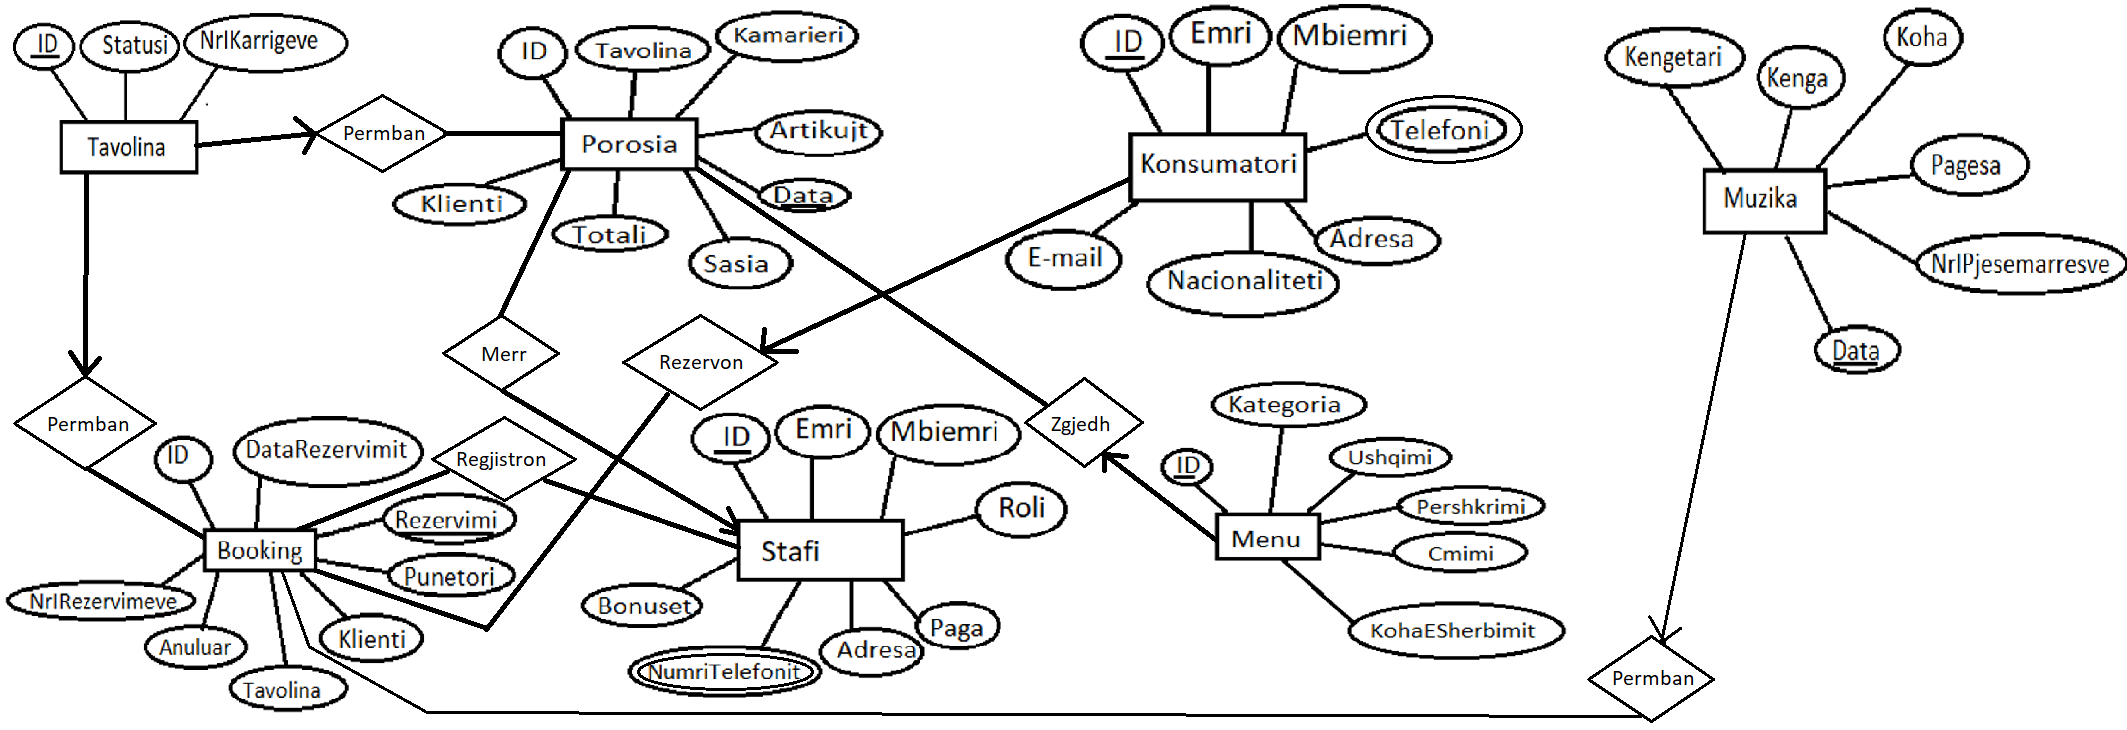 ID
Statusi
NrIKarrigeve
Tavolina
Permban
ID
Tavolina
Kamarieri
Porosia
Artikujt
Data
Klienti
Totali
Sasia
ID
Emri
Mbiemri
Telefoni
Konsumatori
E-mail
Nacionaliteti
Adresa
Kengetari
Kenga
Koha
Muzika
Pagesa
NrIPjesemarresve
Data
Permban
Merr
Rezervon
Regjistron
Zgjedh
ID
DataRezervimit
Rezervimi
Booking
Punetori
NrIRezervimeve
Anuluar
Tavolina
Klienti
ID
Emri
Mbiemri
Roli
Stafi
Bonuset
NumriTelefonit
Adresa
Paga
Kategoria
ID
Ushqimi
Pershkrimi
Menu
Cmimi
KohaESherbimit
Permban